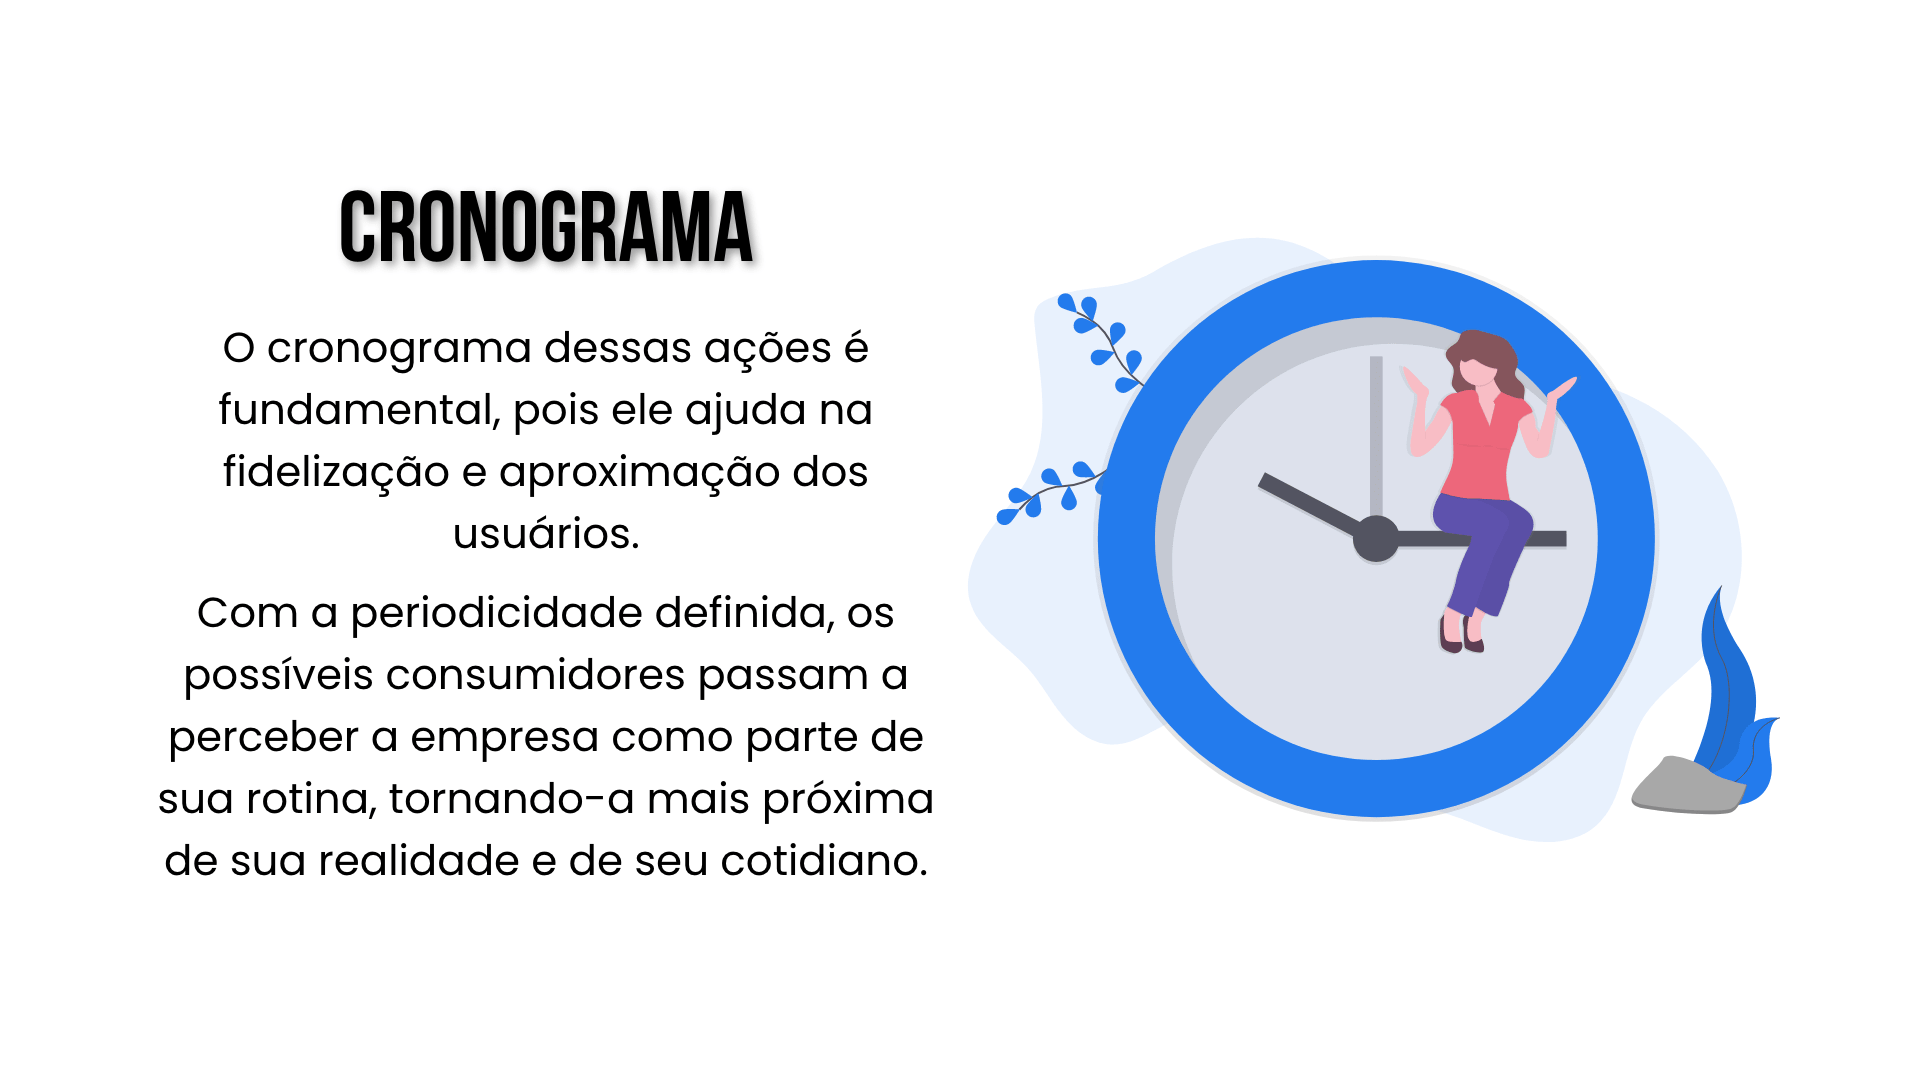 CRONOGRAMA
O cronograma dessas ações é
fundamental, pois ele ajuda na
fidelização e aproximação dos
usuários.
Com a periodicidade definida, os
possíveis consumidores passam a
perceber a empresa como parte de
sua rotina, tornando-a mais próxima
de sua realidade e de seu cotidiano.